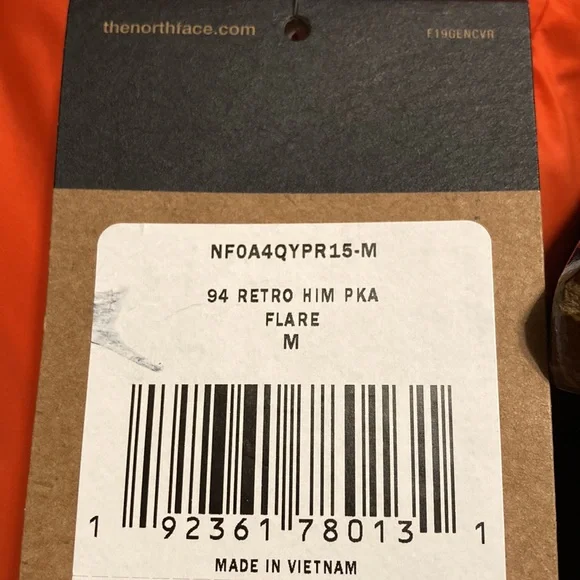 thenorthface.com F19GENCVR
NF0A4QYPR15-M
94 RETRO HIM PKA
FLARE
M
1 92361 78013 1
MADE IN VIETNAM